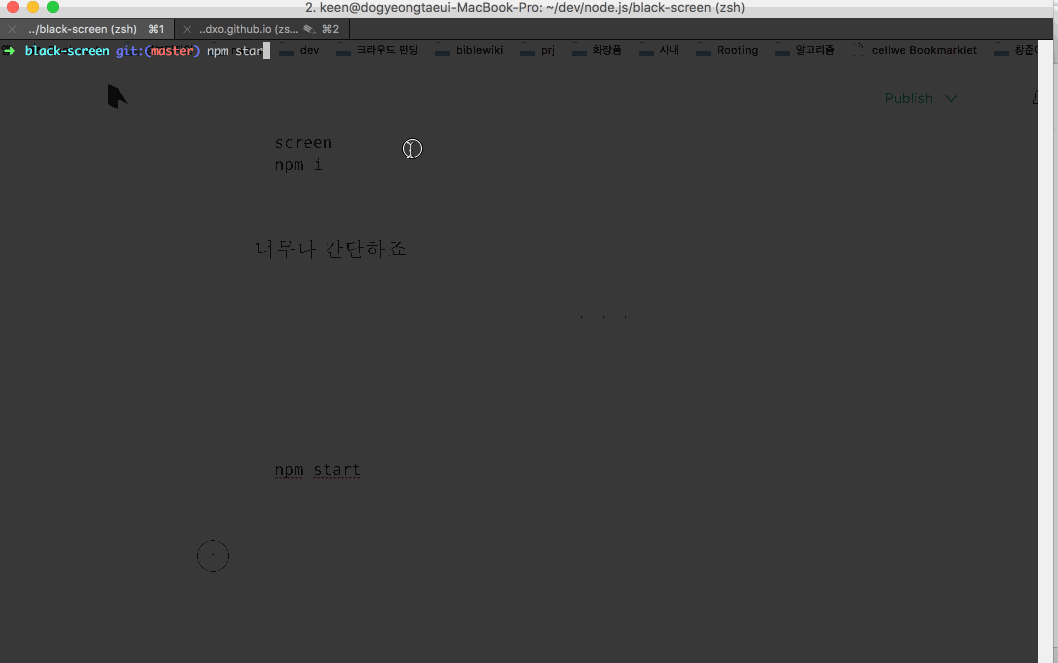 2. keen@dogyeongtaeui-MacBook-Pro: ~/dev/node.js/black-screen (zsh)
../black-screen (zsh) ⌘1 ..dxo.github.io (zs... ⌘2
➜ black-screen git:(master) npm star
dev 크라우드 펀딩 biblewiki prj 화장품 사내 Rooting 알고리즘 cellwe Bookmarklet
Publish
screen
npm i
너무나 간단하죠
. . .
npm start